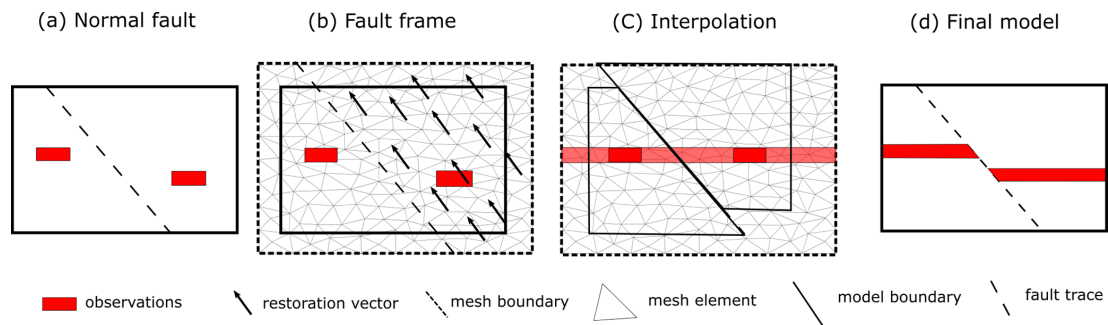 (a) Normal fault
(b) Fault frame
(C) Interpolation
(d) Final model
observations
restoration vector
mesh boundary
mesh element
model boundary
fault trace